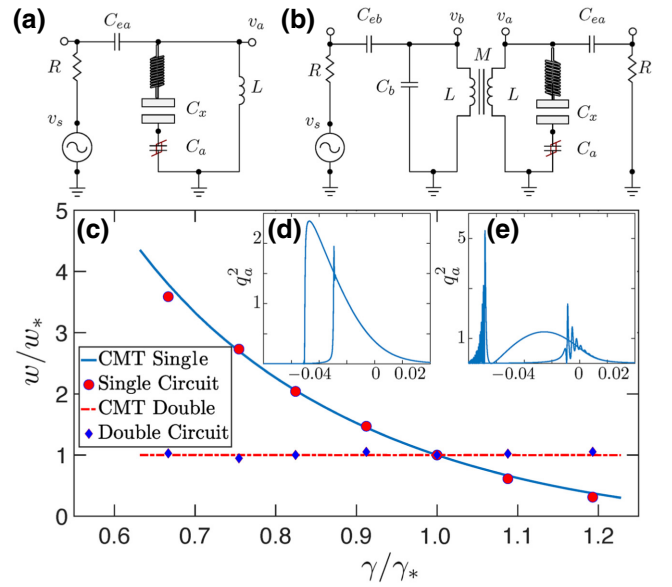 (a)
C_ea
v_a
R
v_s
C_x
C_a
L
(b)
C_eb
v_b
v_a
C_ea
M
R
C_b
L
L
R
v_s
C_x
C_a
(c)
5
4
3
2
1
0
w/w_*
0.6 0.7 0.8 0.9 1.0 1.1 1.2
γ/γ_*
CMT Single
Single Circuit
CMT Double
Double Circuit
(d)
q_a^2
2
1
-0.04 0 0.02
(e)
q_a^2
5
3
1
-0.04 0 0.02